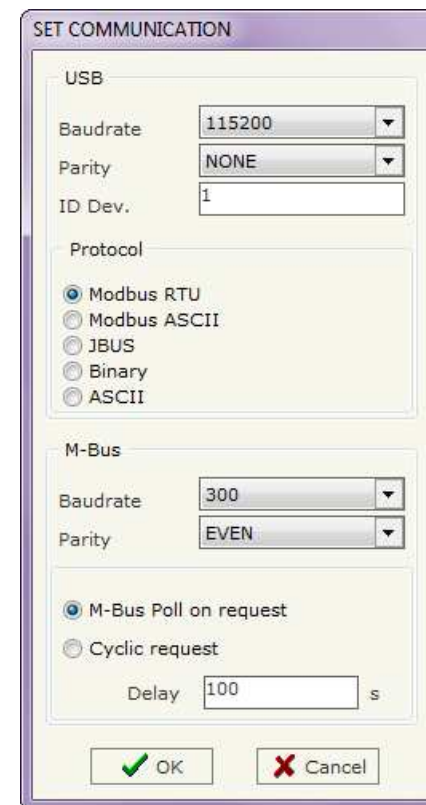 SET COMMUNICATION
USB
Baudrate 115200
Parity NONE
ID Dev. 1
Protocol
Modbus RTU
Modbus ASCII
JBUS
Binary
ASCII
M-Bus
Baudrate 300
Parity EVEN
M-Bus Poll on request
Cyclic request
Delay 100 s
OK Cancel